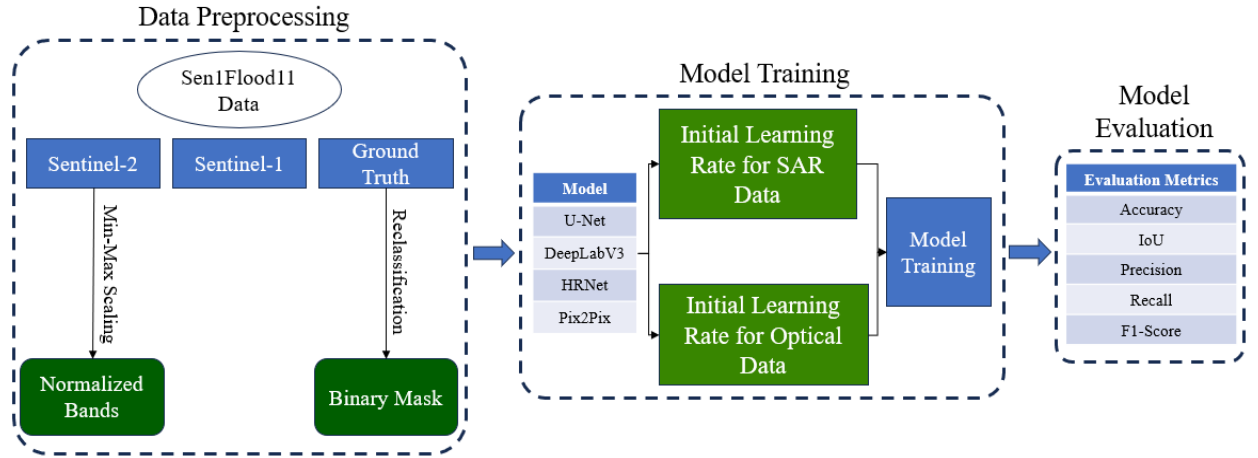 Data Preprocessing
Sen1Flood11
Data
Sentinel-2
Sentinel-1
Ground
Truth
Min-Max Scaling
Reclassification
Normalized
Bands
Binary Mask
Model Training
Model
U-Net
DeepLabV3
HRNet
Pix2Pix
Initial Learning
Rate for SAR
Data
Initial Learning
Rate for Optical
Data
Model
Training
Model
Evaluation
Evaluation Metrics
Accuracy
IoU
Precision
Recall
F1-Score